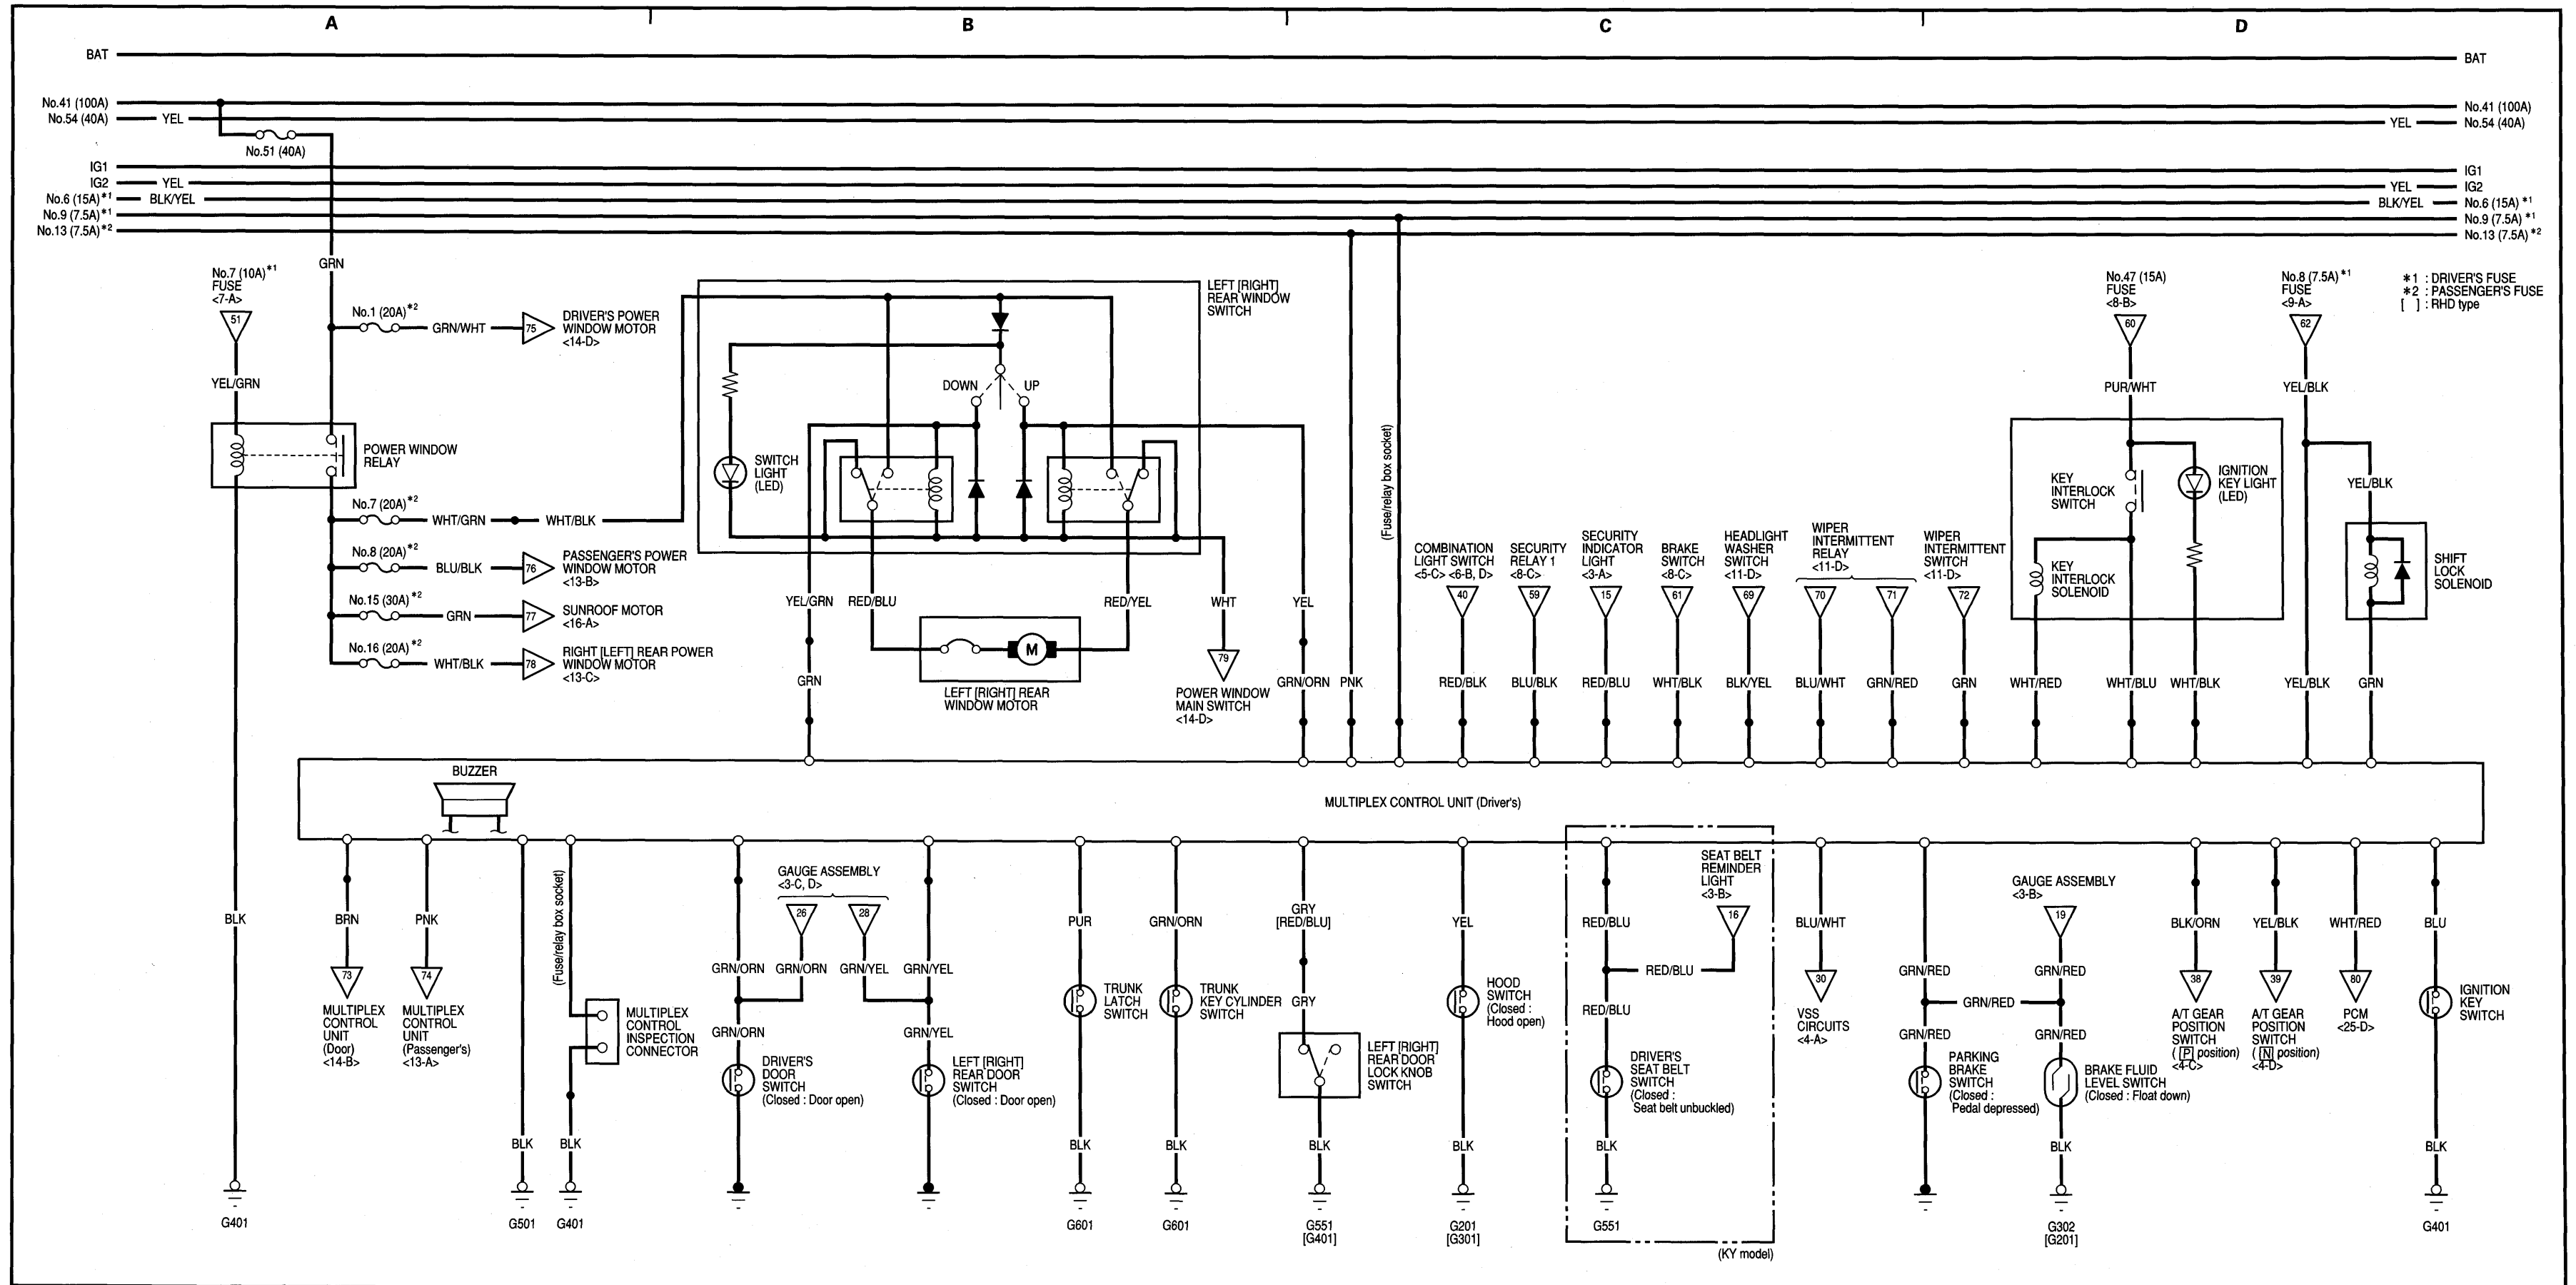 A
B
C
D
BAT
BAT
No.41 (100A)
No.41 (100A)
No.54 (40A)
YEL
YEL
No.54 (40A)
No.51 (40A)
IG1
IG1
IG2
YEL
YEL
IG2
No.6 (15A)*1
BLK/YEL
BLK/YEL
No.6 (15A) *1
No.9 (7.5A)*1
No.9 (7.5A) *1
No.13 (7.5A)*2
No.13 (7.5A) *2
GRN
No.7 (10A)*1
FUSE
<7-A>
51
YEL/GRN
POWER WINDOW
RELAY
No.1 (20A)*2
GRN/WHT
75
DRIVER'S POWER
WINDOW MOTOR
<14-D>
No.7 (20A)*2
WHT/GRN
WHT/BLK
No.8 (20A)*2
BLU/BLK
76
PASSENGER'S POWER
WINDOW MOTOR
<13-B>
No.15 (30A)*2
GRN
77
SUNROOF MOTOR
<16-A>
No.16 (20A)*2
WHT/BLK
78
RIGHT [LEFT] REAR POWER
WINDOW MOTOR
<13-C>
LEFT [RIGHT]
REAR WINDOW
SWITCH
DOWN
UP
SWITCH
LIGHT
(LED)
YEL/GRN
RED/BLU
RED/YEL
WHT
YEL
M
LEFT [RIGHT] REAR
WINDOW MOTOR
79
POWER WINDOW
MAIN SWITCH
<14-D>
GRN
GRN/ORN
PNK
(Fuse/relay box socket)
COMBINATION
LIGHT SWITCH
<5-C> <6-B, D>
40
RED/BLK
SECURITY
RELAY 1
<8-C>
59
BLU/BLK
SECURITY
INDICATOR
LIGHT
<3-A>
15
RED/BLU
BRAKE
SWITCH
<8-C>
61
WHT/BLK
HEADLIGHT
WASHER
SWITCH
<11-D>
69
BLK/YEL
WIPER
INTERMITTENT
RELAY
<11-D>
70
BLU/WHT
71
GRN/RED
WIPER
INTERMITTENT
SWITCH
<11-D>
72
GRN
No.47 (15A)
FUSE
<8-B>
60
PUR/WHT
KEY
INTERLOCK
SWITCH
IGNITION
KEY LIGHT
(LED)
KEY
INTERLOCK
SOLENOID
WHT/RED
WHT/BLU
WHT/BLK
No.8 (7.5A) *1
FUSE
<9-A>
62
YEL/BLK
YEL/BLK
SHIFT
LOCK
SOLENOID
YEL/BLK
GRN
*1 : DRIVER'S FUSE
*2 : PASSENGER'S FUSE
[ ] : RHD type
BUZZER
MULTIPLEX CONTROL UNIT (Driver's)
BLK
G401
BRN
73
MULTIPLEX
CONTROL
UNIT
(Door)
<14-B>
PNK
74
MULTIPLEX
CONTROL
UNIT
(Passenger's)
<13-A>
BLK
G501
(Fuse/relay box socket)
MULTIPLEX
CONTROL
INSPECTION
CONNECTOR
BLK
G401
GAUGE ASSEMBLY
<3-C, D>
26
28
GRN/ORN
GRN/ORN
GRN/YEL
GRN/YEL
GRN/ORN
GRN/YEL
DRIVER'S
DOOR
SWITCH
(Closed : Door open)
LEFT [RIGHT]
REAR DOOR
SWITCH
(Closed : Door open)
PUR
TRUNK
LATCH
SWITCH
BLK
G601
GRN/ORN
TRUNK
KEY CYLINDER
SWITCH
BLK
G601
GRY
[RED/BLU]
GRY
LEFT [RIGHT]
REAR DOOR
LOCK KNOB
SWITCH
BLK
G551
[G401]
YEL
HOOD
SWITCH
(Closed :
Hood open)
BLK
G201
[G301]
SEAT BELT
REMINDER
LIGHT
<3-B>
16
RED/BLU
RED/BLU
RED/BLU
DRIVER'S
SEAT BELT
SWITCH
(Closed :
Seat belt unbuckled)
BLK
G551
(KY model)
BLU/WHT
30
VSS
CIRCUITS
<4-A>
GAUGE ASSEMBLY
<3-B>
19
GRN/RED
GRN/RED
GRN/RED
GRN/RED
GRN/RED
PARKING
BRAKE
SWITCH
(Closed :
Pedal depressed)
BRAKE FLUID
LEVEL SWITCH
(Closed : Float down)
BLK
G302
[G201]
BLK/ORN
38
A/T GEAR
POSITION
SWITCH
( P position)
<4-C>
YEL/BLK
39
A/T GEAR
POSITION
SWITCH
( N position)
<4-D>
WHT/RED
80
PCM
<25-D>
BLU
IGNITION
KEY
SWITCH
BLK
G401